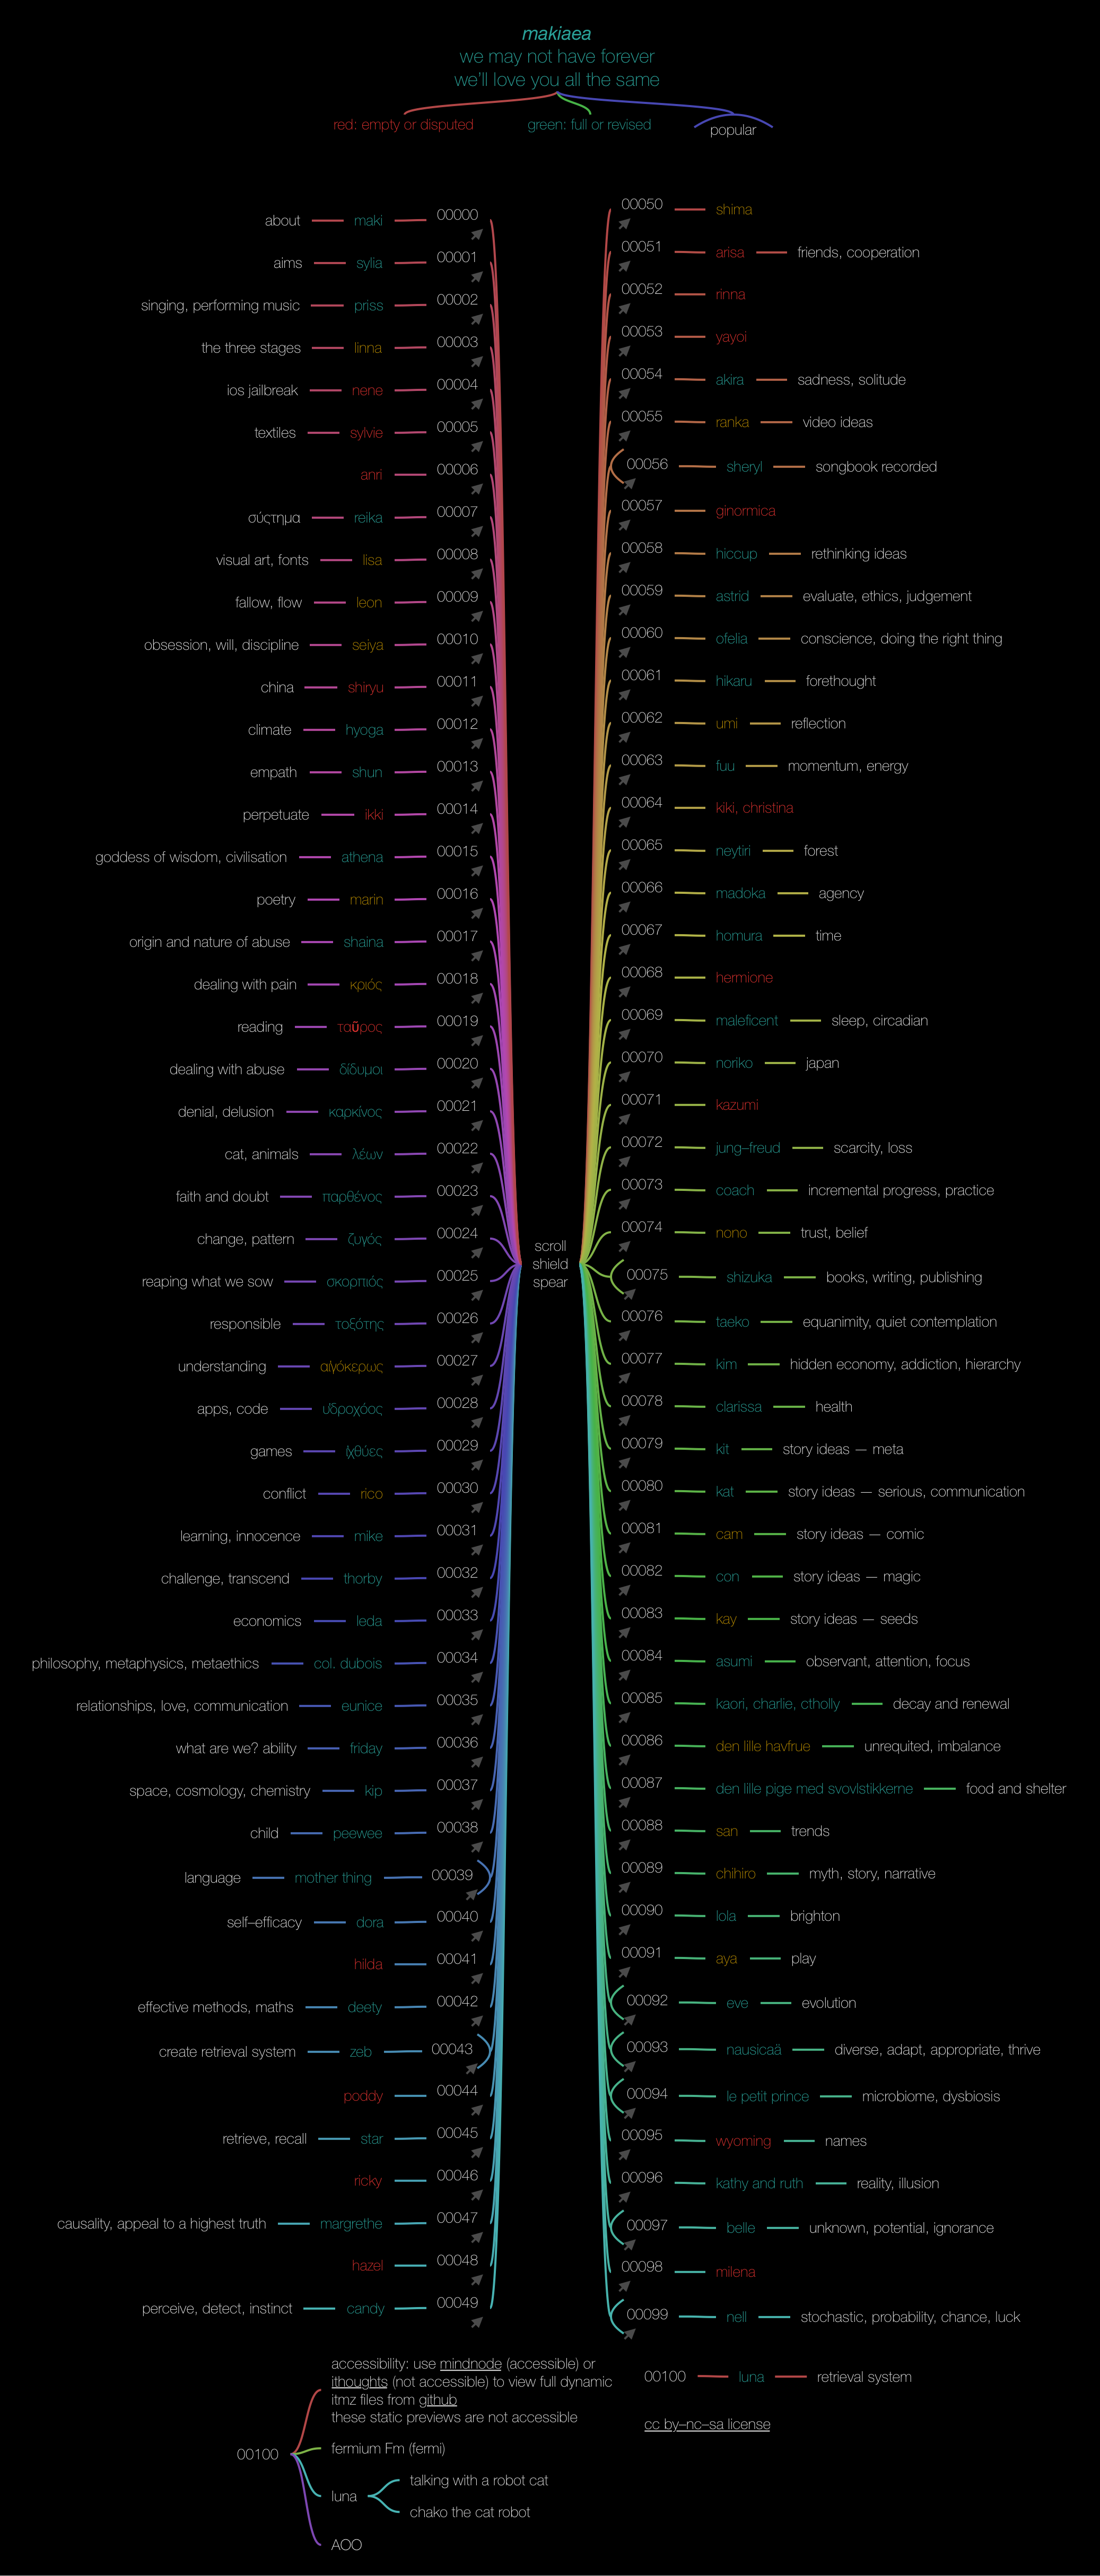 makiaea
we may not have forever
we'll love you all the same
red: empty or disputed
green: full or revised
popular
about maki 00000
aims sylia 00001
singing, performing music priss 00002
the three stages linna 00003
ios jailbreak nene 00004
textiles sylvie 00005
anri 00006
σύςτημα reika 00007
visual art, fonts lisa 00008
fallow, flow leon 00009
obsession, will, discipline seiya 00010
china shiryu 00011
climate hyoga 00012
empath shun 00013
perpetuate ikki 00014
goddess of wisdom, civilisation athena 00015
poetry marin 00016
origin and nature of abuse shaina 00017
dealing with pain κριός 00018
reading ταῦρος 00019
dealing with abuse δίδυμοι 00020
denial, delusion καρκίνος 00021
cat, animals λέων 00022
faith and doubt παρθένος 00023
change, pattern ζυγός 00024
reaping what we sow σκορπιός 00025
responsible τοξότης 00026
understanding αἰγόκερως 00027
apps, code ὑδροχόος 00028
games ἰχθύες 00029
conflict rico 00030
learning, innocence mike 00031
challenge, transcend thorby 00032
economics leda 00033
philosophy, metaphysics, metaethics col. dubois 00034
relationships, love, communication eunice 00035
what are we? ability friday 00036
space, cosmology, chemistry kip 00037
child peewee 00038
language mother thing 00039
self–efficacy dora 00040
hilda 00041
effective methods, maths deety 00042
create retrieval system zeb 00043
poddy 00044
retrieve, recall star 00045
ricky 00046
causality, appeal to a highest truth margrethe 00047
hazel 00048
perceive, detect, instinct candy 00049
scroll
shield
spear
00050 shima
00051 arisa friends, cooperation
00052 rinna
00053 yayoi
00054 akira sadness, solitude
00055 ranka video ideas
00056 sheryl songbook recorded
00057 ginormica
00058 hiccup rethinking ideas
00059 astrid evaluate, ethics, judgement
00060 ofelia conscience, doing the right thing
00061 hikaru forethought
00062 umi reflection
00063 fuu momentum, energy
00064 kiki, christina
00065 neytiri forest
00066 madoka agency
00067 homura time
00068 hermione
00069 maleficent sleep, circadian
00070 noriko japan
00071 kazumi
00072 jung–freud scarcity, loss
00073 coach incremental progress, practice
00074 nono trust, belief
00075 shizuka books, writing, publishing
00076 taeko equanimity, quiet contemplation
00077 kim hidden economy, addiction, hierarchy
00078 clarissa health
00079 kit story ideas — meta
00080 kat story ideas — serious, communication
00081 cam story ideas — comic
00082 con story ideas — magic
00083 kay story ideas — seeds
00084 asumi observant, attention, focus
00085 kaori, charlie, ctholly decay and renewal
00086 den lille havfrue unrequited, imbalance
00087 den lille pige med svovlstikkerne food and shelter
00088 san trends
00089 chihiro myth, story, narrative
00090 lola brighton
00091 aya play
00092 eve evolution
00093 nausicaä diverse, adapt, appropriate, thrive
00094 le petit prince microbiome, dysbiosis
00095 wyoming names
00096 kathy and ruth reality, illusion
00097 belle unknown, potential, ignorance
00098 milena
00099 nell stochastic, probability, chance, luck
00100 luna retrieval system
cc by–nc–sa license
00100
accessibility: use mindnode (accessible) or
ithoughts (not accessible) to view full dynamic
itmz files from github
these static previews are not accessible
fermium Fm (fermi)
luna
talking with a robot cat
chako the cat robot
AOO